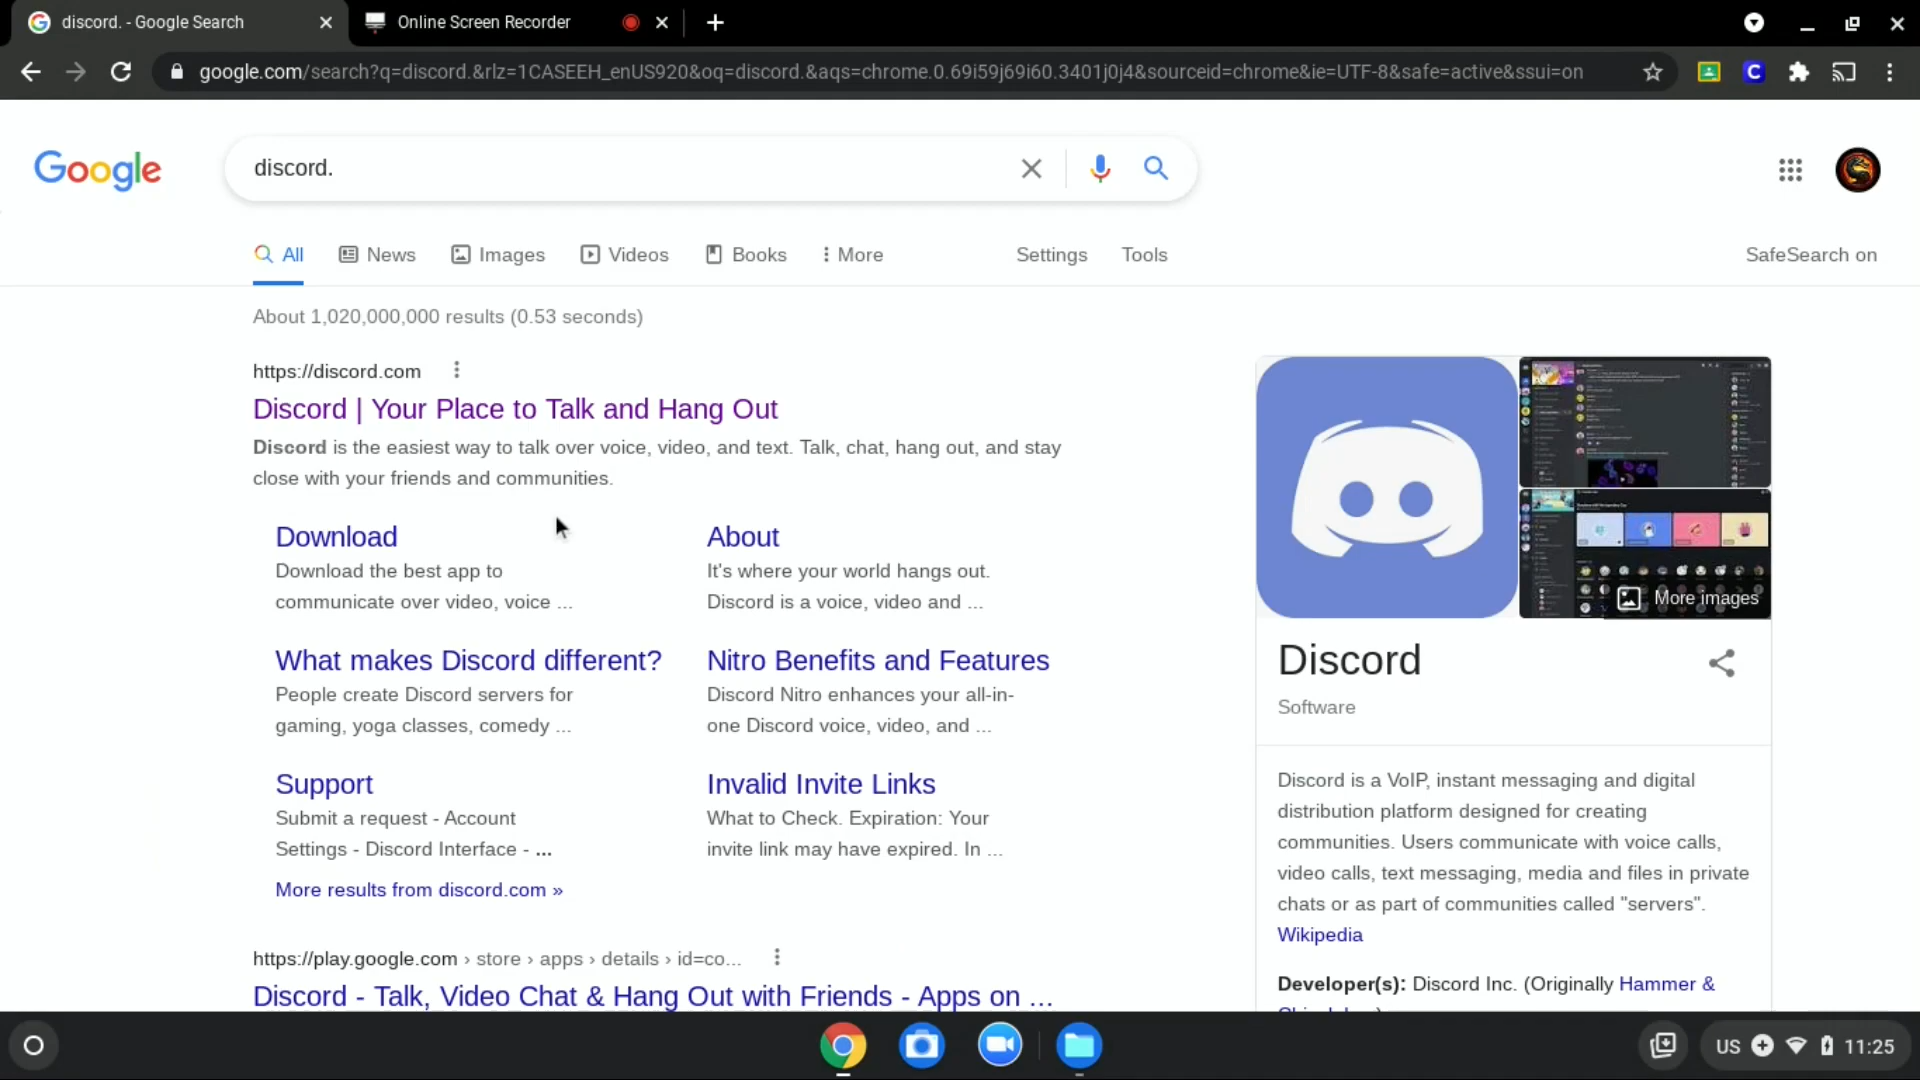 discord. - Google Search
Online Screen Recorder
google.com/search?q=discord.&rlz=1CASEEH_enUS920&oq=discord.&aqs=chrome.0.69i59j69i60.3401j0j4&sourceid=chrome&ie=UTF-8&safe=active&ssui=on
Google
discord.
All
News
Images
Videos
Books
More
Settings
Tools
SafeSearch on
About 1,020,000,000 results (0.53 seconds)
https://discord.com
Discord | Your Place to Talk and Hang Out
Discord is the easiest way to talk over voice, video, and text. Talk, chat, hang out, and stay
close with your friends and communities.
Download
Download the best app to
communicate over video, voice ...
About
It's where your world hangs out.
Discord is a voice, video and ...
What makes Discord different?
People create Discord servers for
gaming, yoga classes, comedy ...
Nitro Benefits and Features
Discord Nitro enhances your all-in-
one Discord voice, video, and ...
Support
Submit a request - Account
Settings - Discord Interface - ...
Invalid Invite Links
What to Check. Expiration: Your
invite link may have expired. In ...
More results from discord.com »
https://play.google.com › store › apps › details › id=co...
Discord - Talk, Video Chat & Hang Out with Friends - Apps on ...
More images
Discord
Software
Discord is a VoIP, instant messaging and digital
distribution platform designed for creating
communities. Users communicate with voice calls,
video calls, text messaging, media and files in private
chats or as part of communities called "servers".
Wikipedia
Developer(s): Discord Inc. (Originally Hammer &
US
11:25